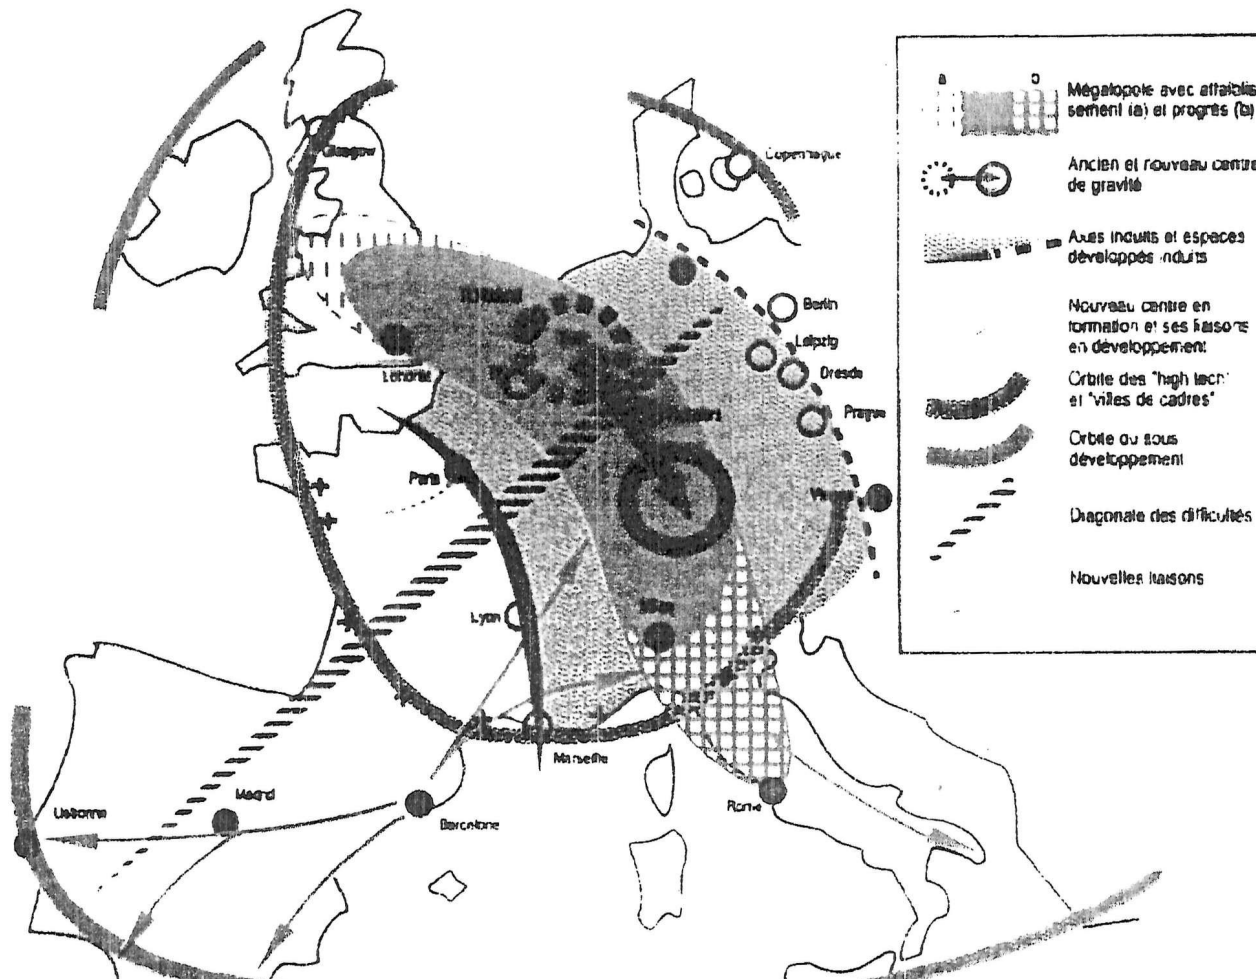 a b
Mégalopole avec affaiblis
sement (a) et progrès (b)
Ancien et nouveau centre
de gravité
Axes induits et espaces
développés induits
Nouveau centre en
formation et ses liaisons
en développement
Orbite des "high tech"
et "villes de cadres"
Orbite du sous
développement
Diagonale des difficultés
Nouvelles liaisons
Glasgow
Copenhague
Berlin
Leipzig
Dresde
Prague
Londres
Paris
Lyon
Milan
Marseille
Rome
Lisbonne
Madrid
Barcelone